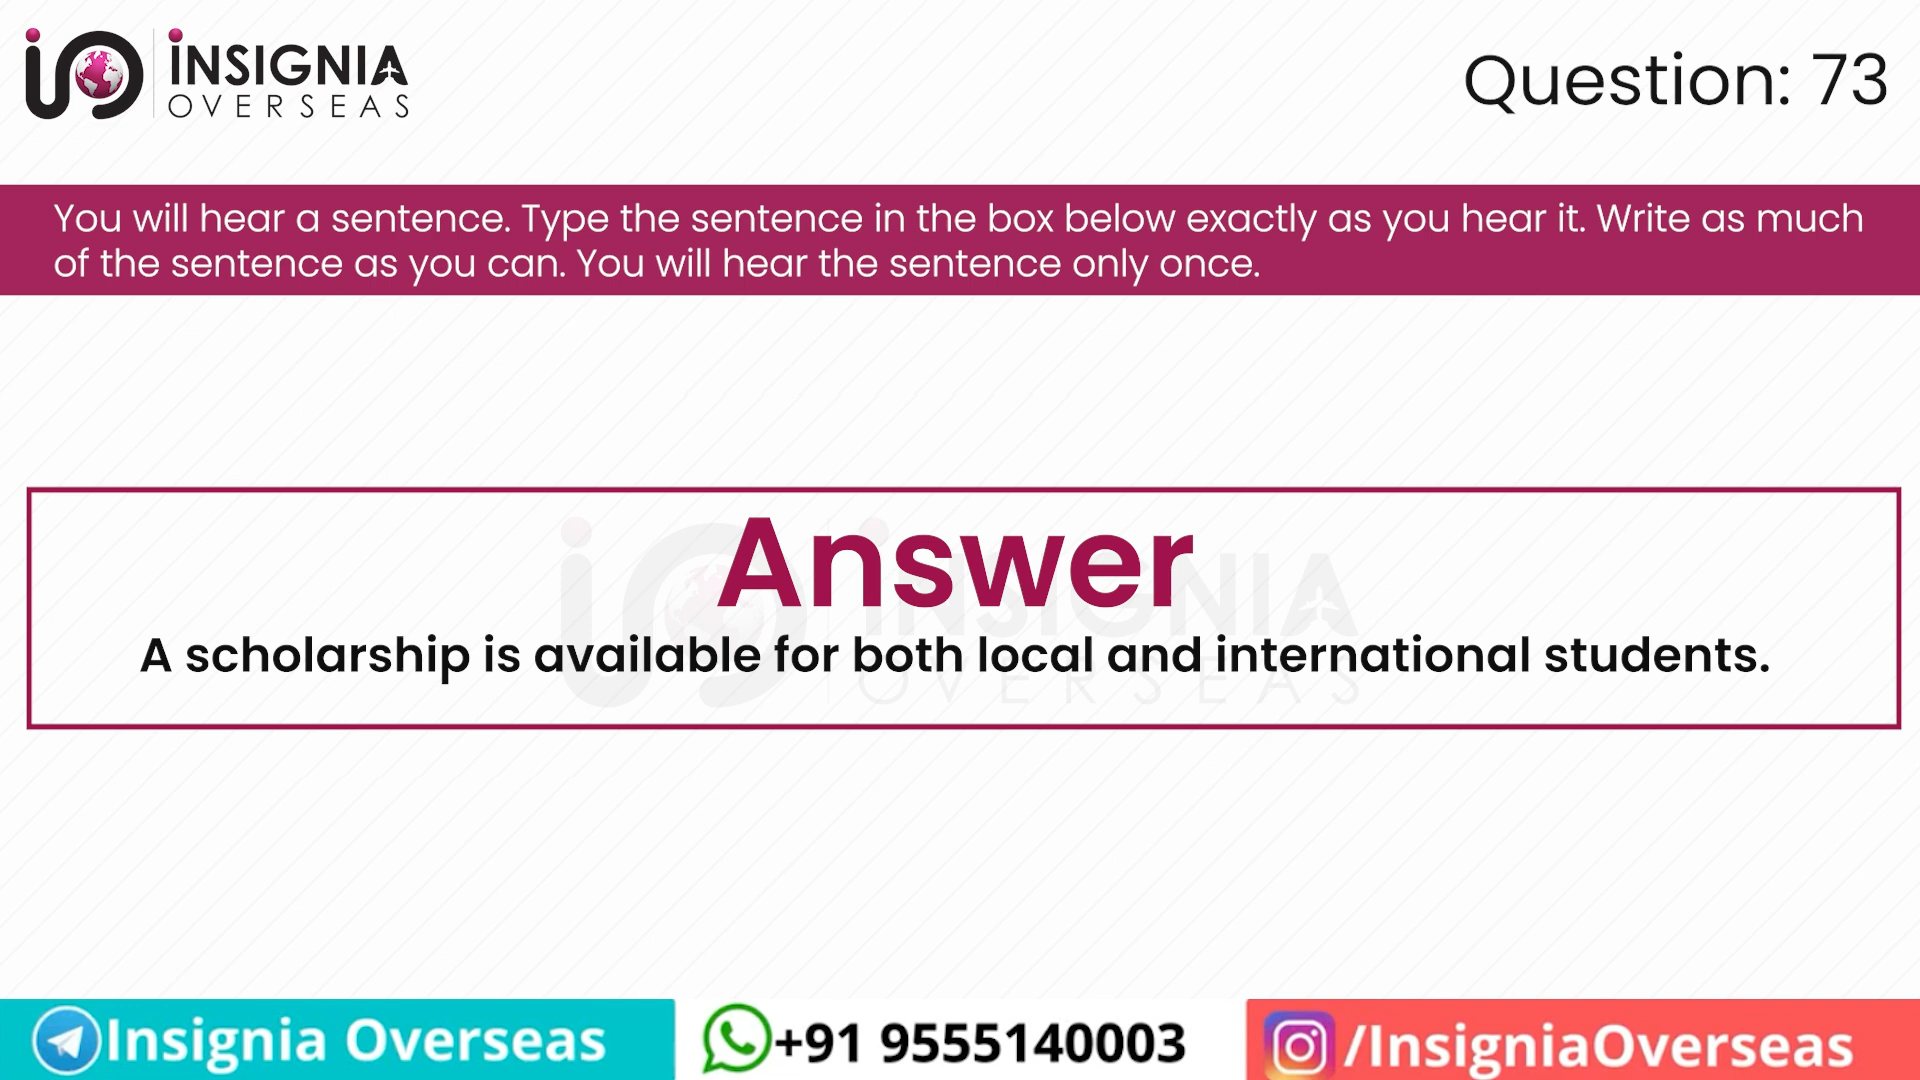 INSIGNIA
OVERSEAS
Question: 73
You will hear a sentence. Type the sentence in the box below exactly as you hear it. Write as much
of the sentence as you can. You will hear the sentence only once.
INSIGNIA
OVERSEAS
Answer
A scholarship is available for both local and international students.
Insignia Overseas
+91 9555140003
/InsigniaOverseas